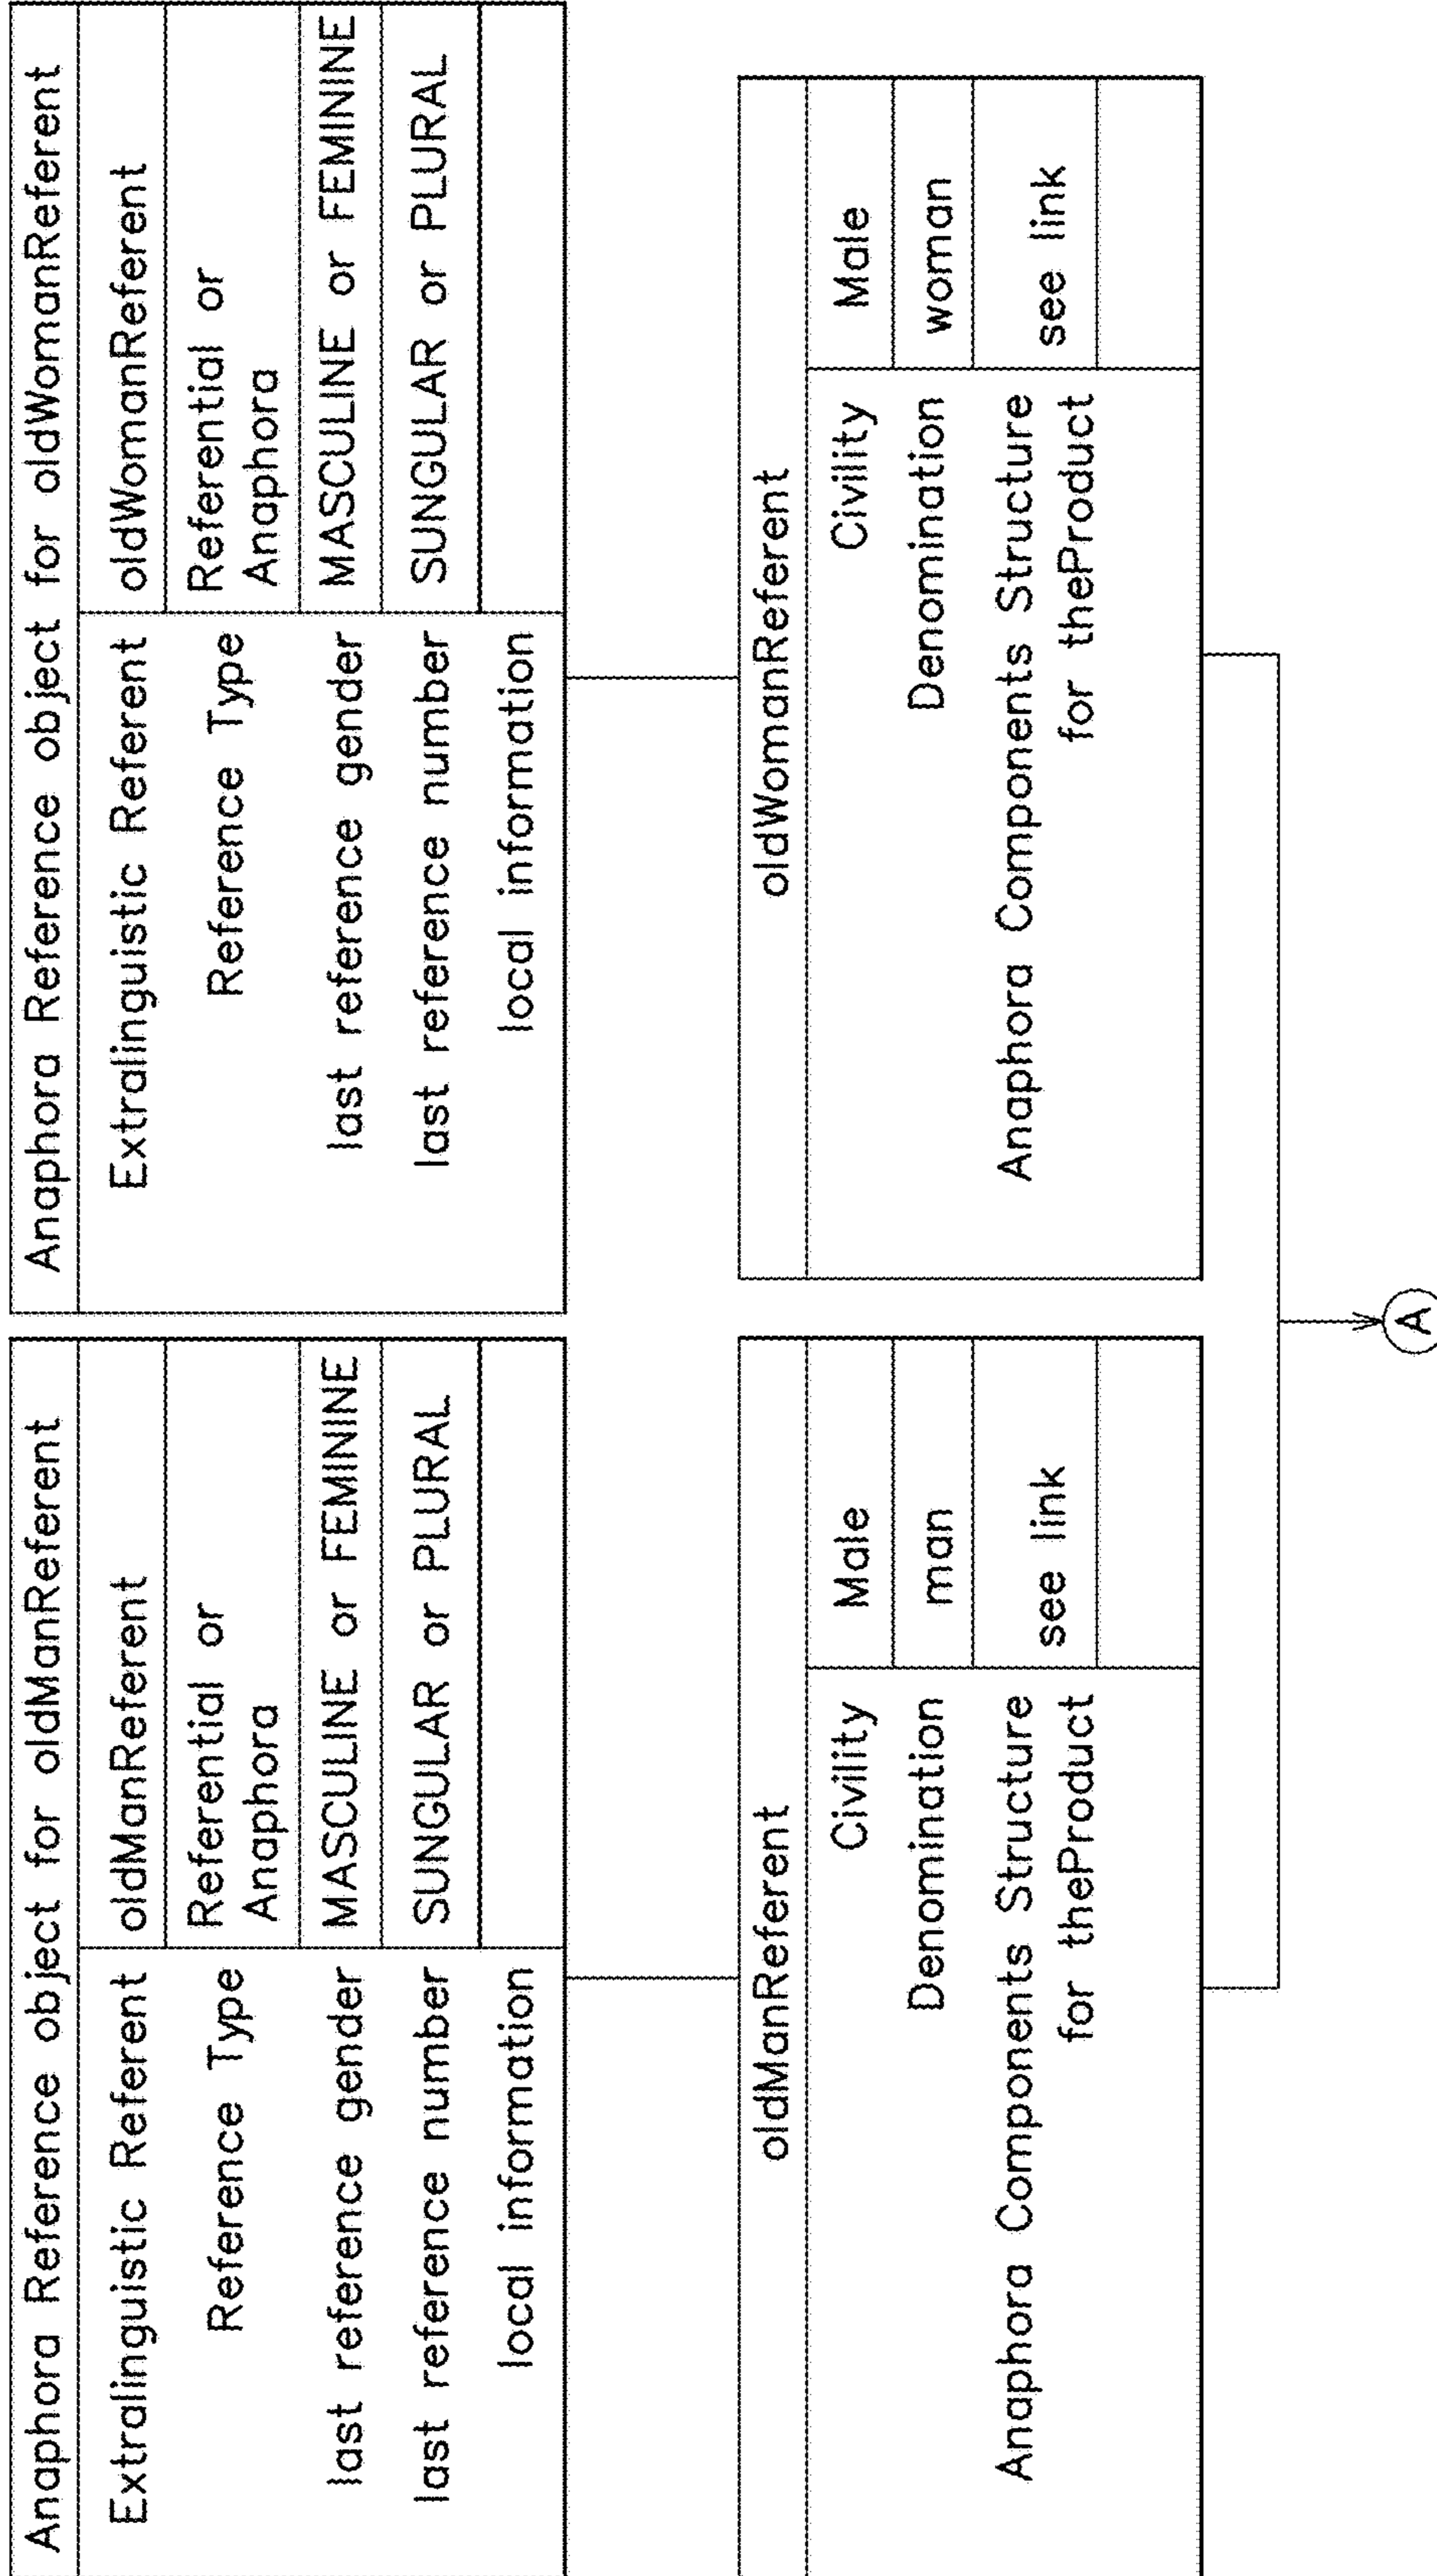 Anaphora Reference object for oldManReferent
Extralinguistic Referent oldManReferent
Reference Type Referential or
Anaphora
last reference gender MASCULINE or FEMININE
last reference number SUNGULAR or PLURAL
local information
Anaphora Reference object for oldWomanReferent
Extralinguistic Referent oldWomanReferent
Reference Type Referential or
Anaphora
last reference gender MASCULINE or FEMININE
last reference number SUNGULAR or PLURAL
local information
oldManReferent
Civility Male
Denomination man
Anaphora Components Structure
for theProduct see link
oldWomanReferent
Civility Male
Denomination woman
Anaphora Components Structure
for theProduct see link
A